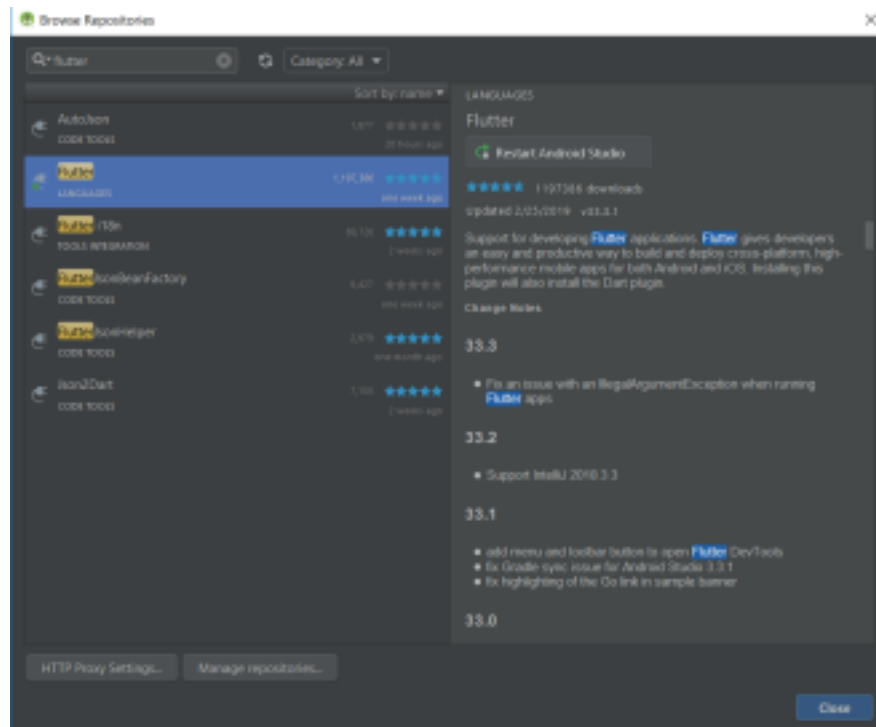 Browse Repositories
flutter
Category: All
Sort by: name
AutoJson
CODE TOOLS
20 hours ago
Flutter
LANGUAGES
1,197,386
one week ago
Flutter i18n
TOOLS INTEGRATION
2 weeks ago
FlutterJsonBeanFactory
CODE TOOLS
one week ago
FlutterJsonHelper
CODE TOOLS
one month ago
Json2Dart
CODE TOOLS
2 weeks ago
HTTP Proxy Settings...
Manage repositories...
LANGUAGES
Flutter
Restart Android Studio
1197386 downloads
Updated 2/25/2019 v33.3.1
Support for developing Flutter applications. Flutter gives developers
an easy and productive way to build and deploy cross-platform, high-
performance mobile apps for both Android and iOS. Installing this
plugin will also install the Dart plugin.
Change Notes
33.3
Fix an issue with an IllegalArgumentException when running
Flutter apps
33.2
Support IntelliJ 2018.3.3
33.1
add menu and toolbar button to open Flutter DevTools
fix Gradle sync issue for Android Studio 3.3.1
fix highlighting of the Go link in sample banner
33.0
Close